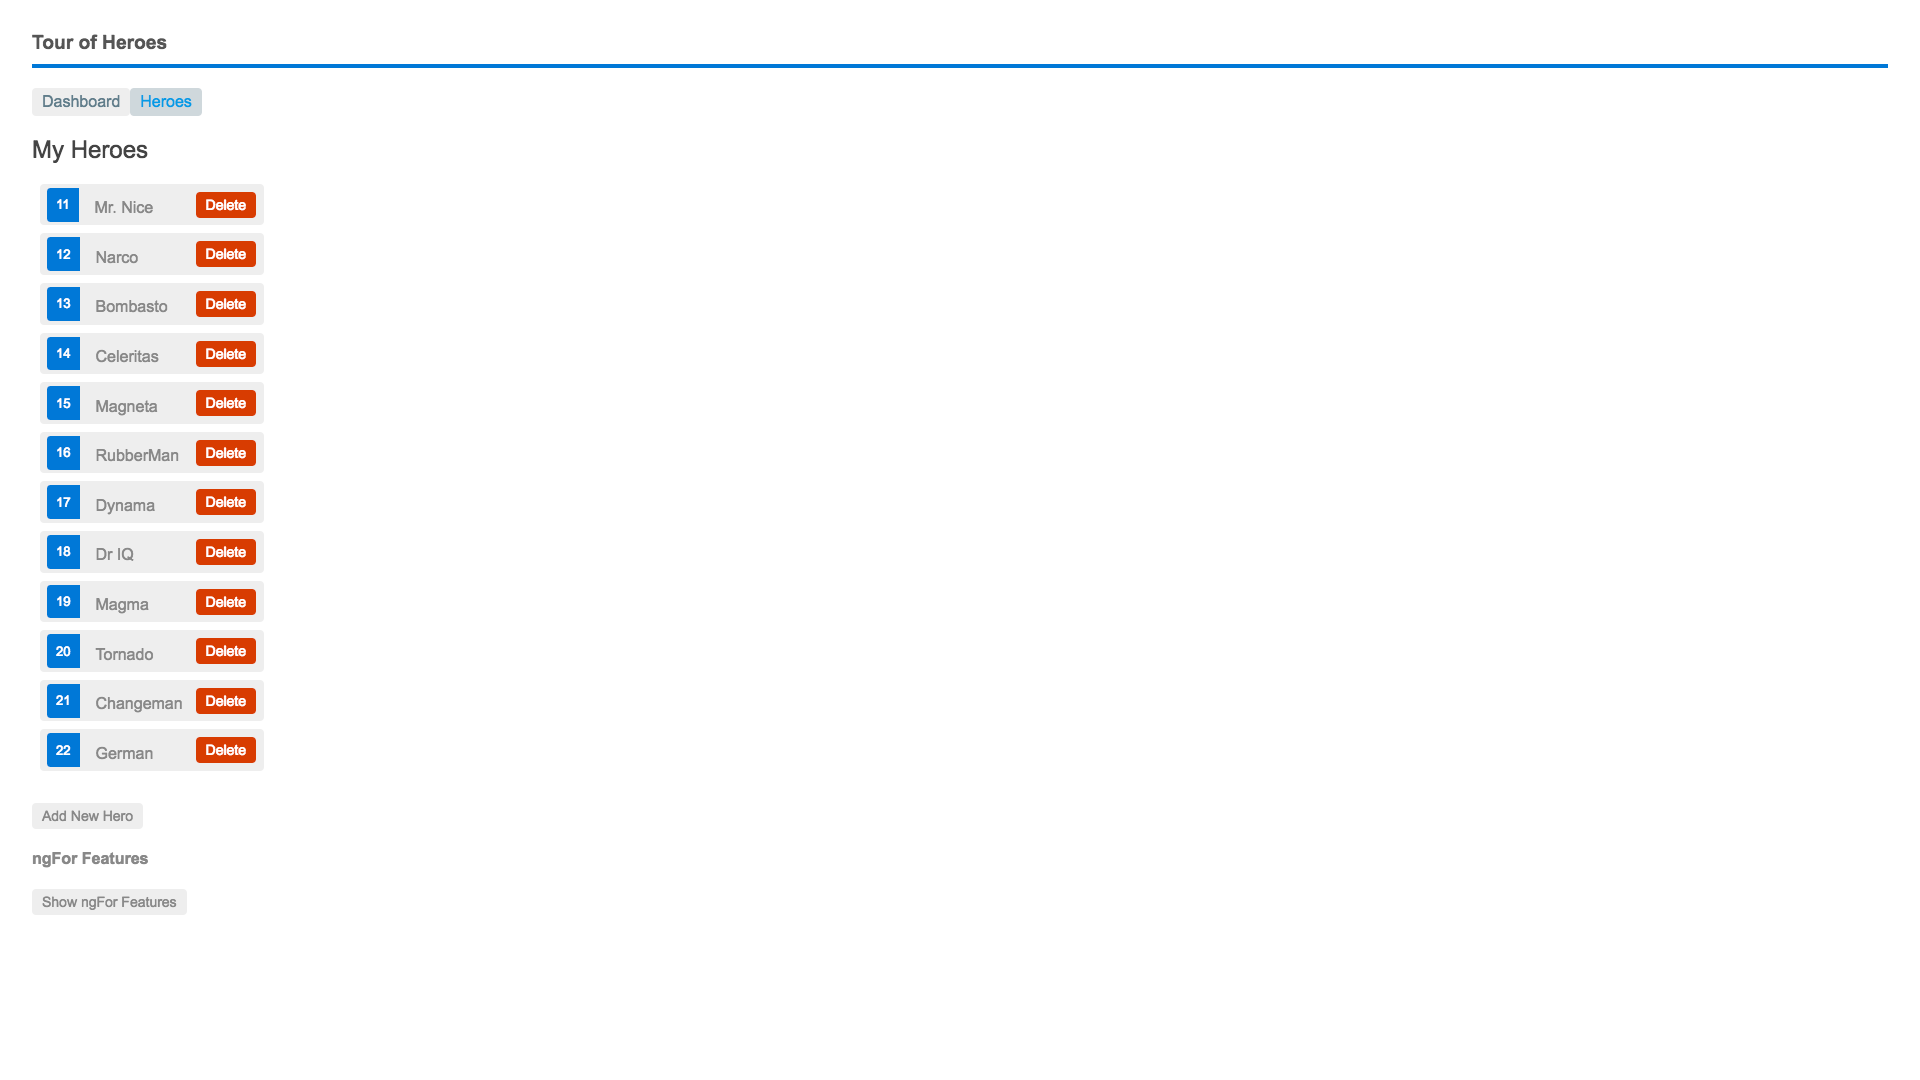 Tour of Heroes
Dashboard Heroes
My Heroes
11 Mr. Nice Delete
12 Narco Delete
13 Bombasto Delete
14 Celeritas Delete
15 Magneta Delete
16 RubberMan Delete
17 Dynama Delete
18 Dr IQ Delete
19 Magma Delete
20 Tornado Delete
21 Changeman Delete
22 German Delete
Add New Hero
ngFor Features
Show ngFor Features